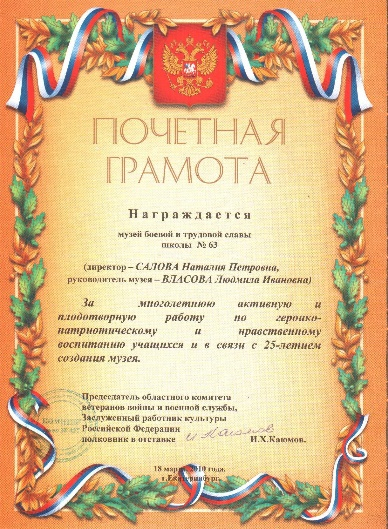 ПОЧЕТНАЯ
ГРАМОТА
Награждается
музей боевой и трудовой славы
школы № 63
(директор – САЛОВА Наталия Петровна,
руководитель музея – ВЛАСОВА Людмила Ивановна)
За многолетнюю активную и
плодотворную работу по героико-
патриотическому и нравственному
воспитанию учащихся и в связи с 25-летием
создания музея.
Председатель областного комитета
ветеранов войны и военной службы,
Заслуженный работник культуры
Российской Федерации
полковник в отставке И.Х.Каюмов.
18 марта 2010 года
г.Екатеринбург.